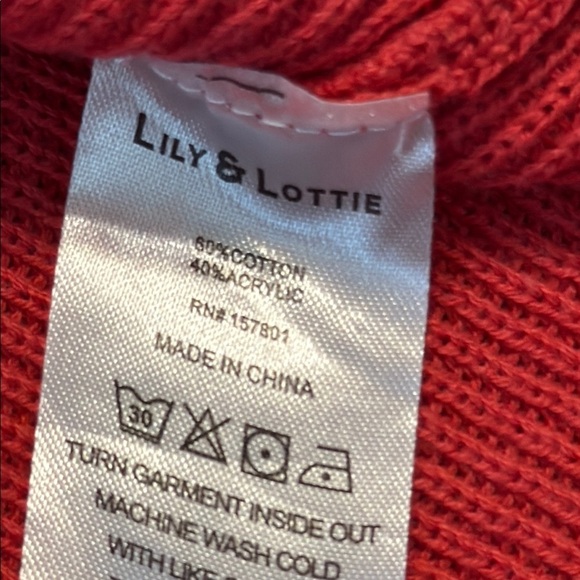 LILY & LOTTIE
60%COTTON
40%ACRYLIC
RN# 157801
MADE IN CHINA
30
TURN GARMENT INSIDE OUT
MACHINE WASH COLD
WITH LIKE